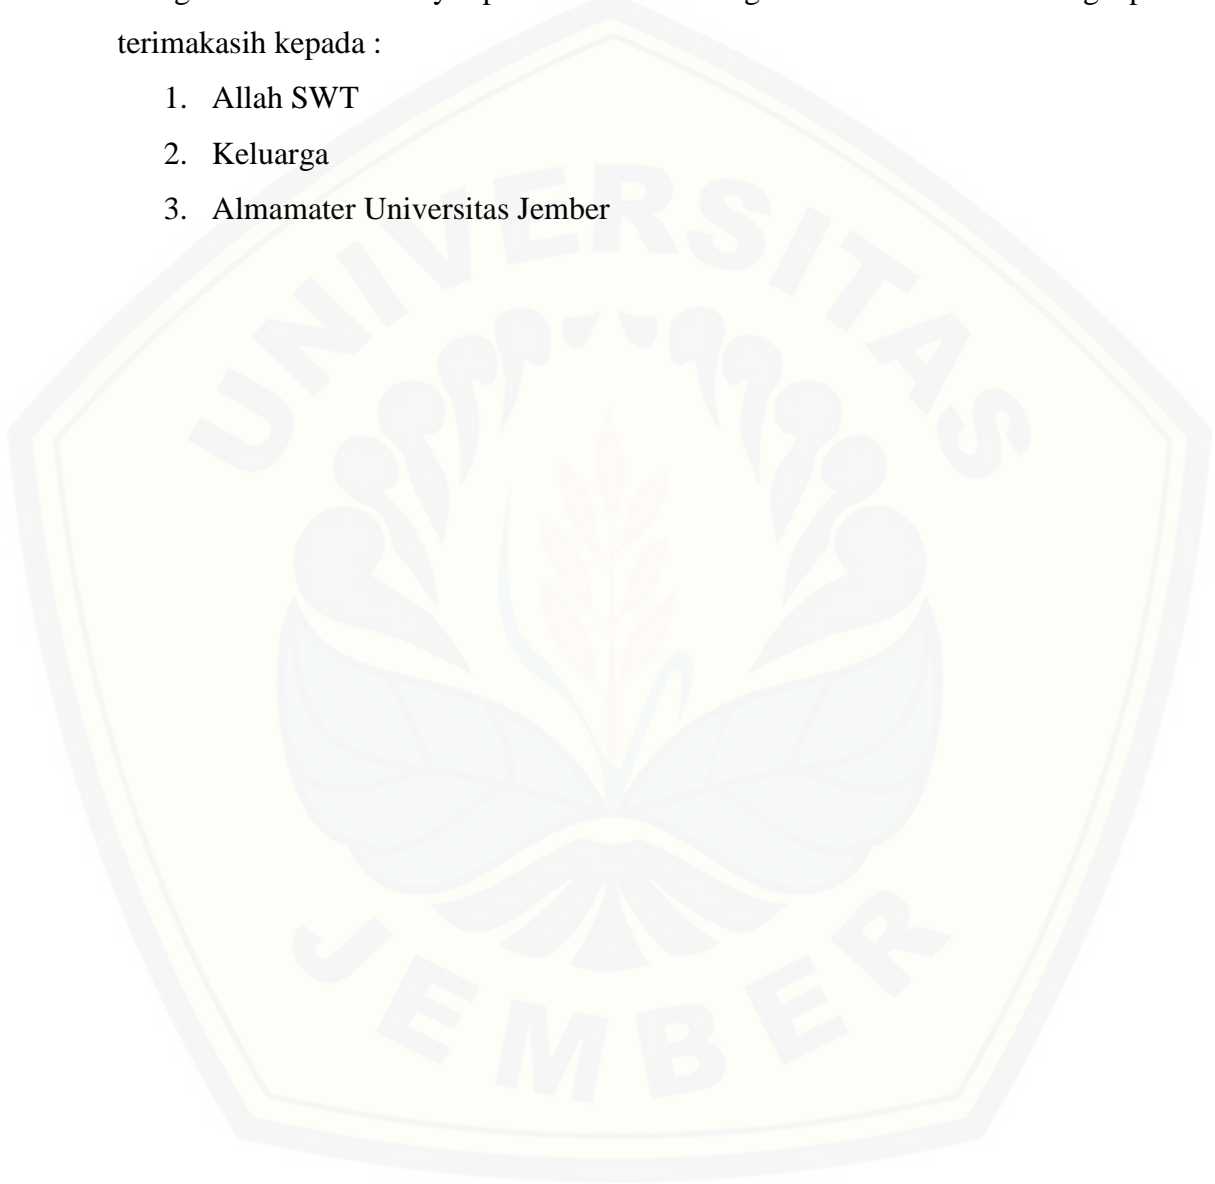 terimakasih kepada :
1. Allah SWT
2. Keluarga
3. Almamater Universitas Jember
UNIVERSITAS
JEMBER